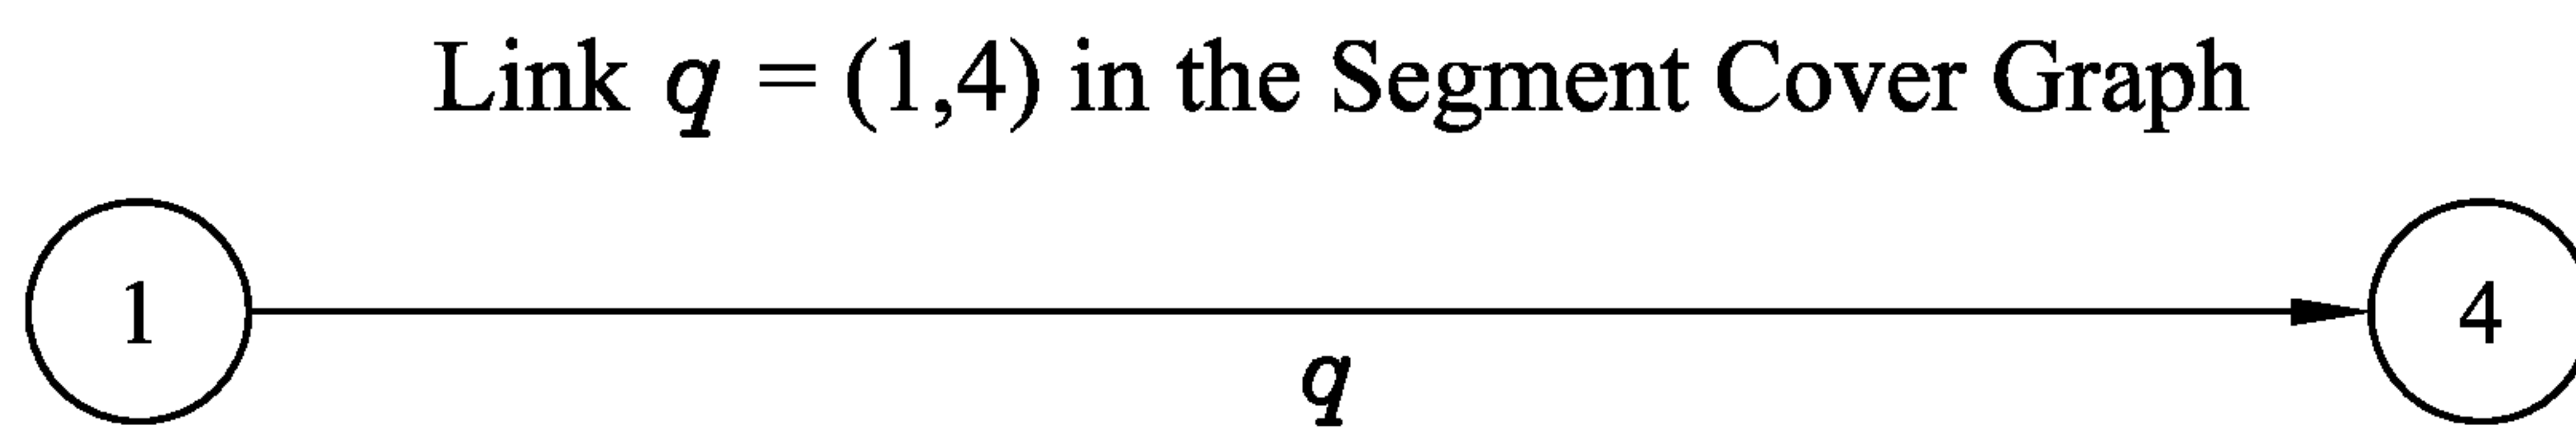 Link q = (1,4) in the Segment Cover Graph
1
4
q